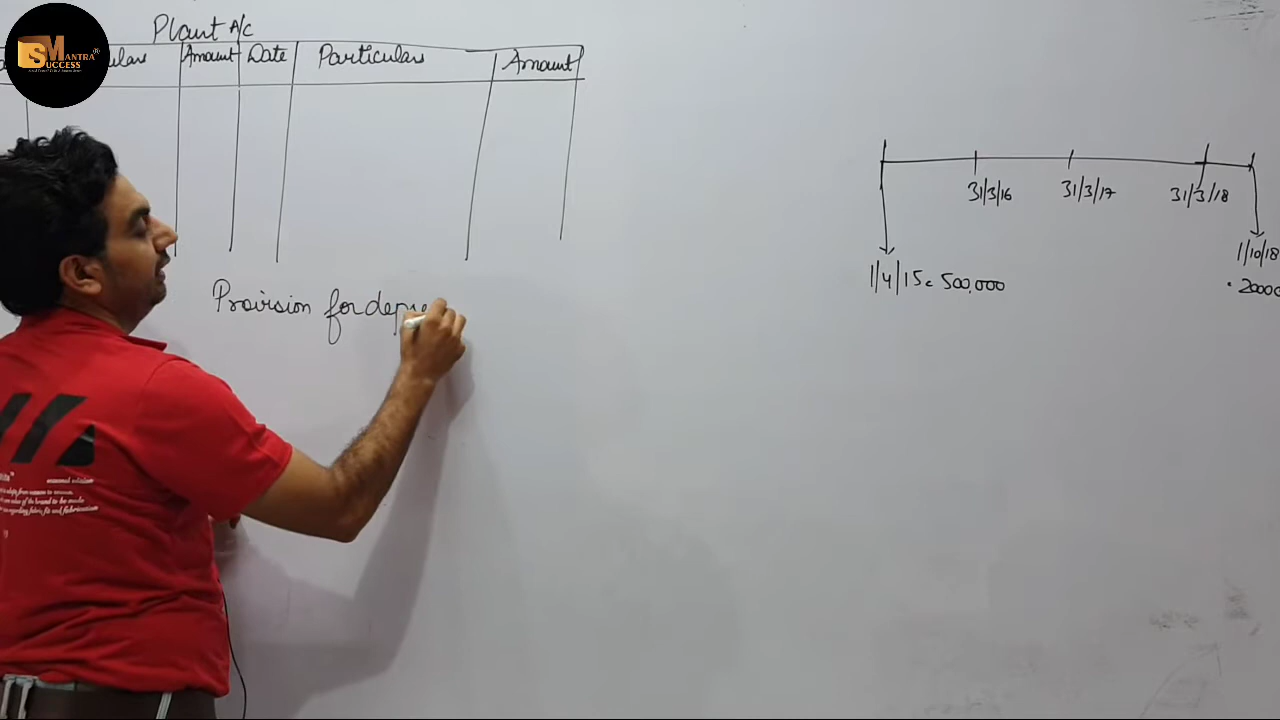 Plant A/c
Amount Date Particulars Amount
Provision for depre
31/3/16 31/3/17 31/3/18
1/4/15 500,000
1/10/18
SM MANTRA
SUCCESS